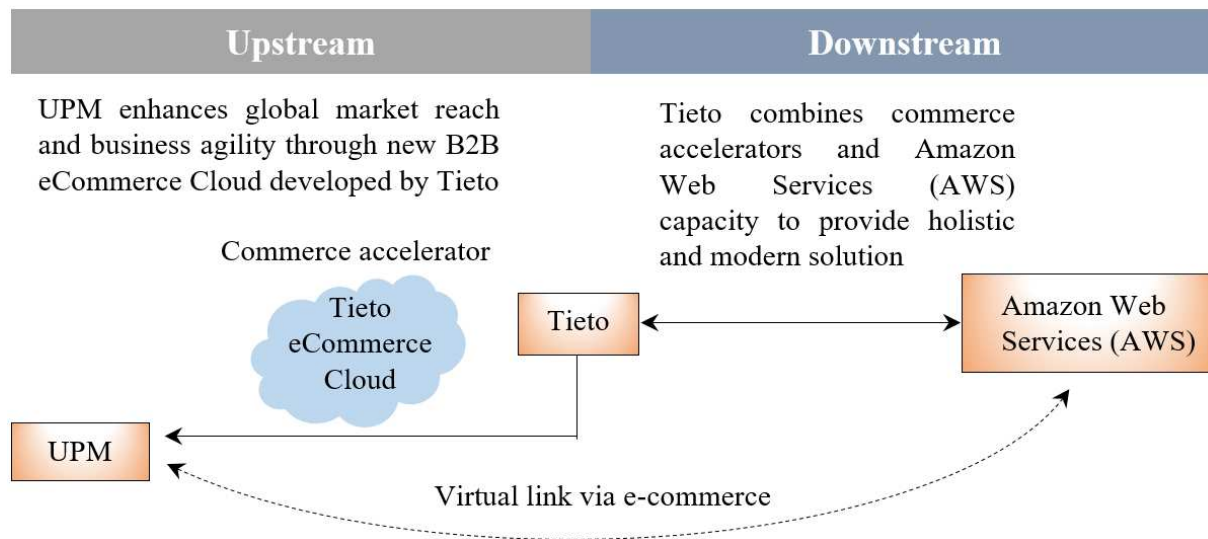 Upstream
Downstream
UPM enhances global market reach
and business agility through new B2B
eCommerce Cloud developed by Tieto
Tieto combines commerce
accelerators and Amazon
Web Services (AWS)
capacity to provide holistic
and modern solution
Commerce accelerator
Tieto
eCommerce
Cloud
Tieto
Amazon Web
Services (AWS)
UPM
Virtual link via e-commerce